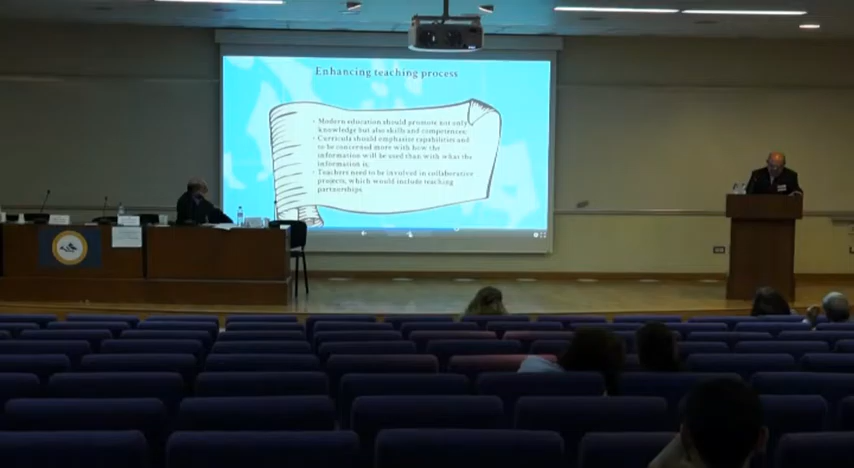 Enhancing teaching process
- Modern education should promote not only
knowledge but also skills and competences;
- Curricula should emphasize capabilities and
to be concerned more with how the
information will be used than with what the
information is;
- Teachers need to be involved in collaborative
projects, which would include teaching
partnerships.